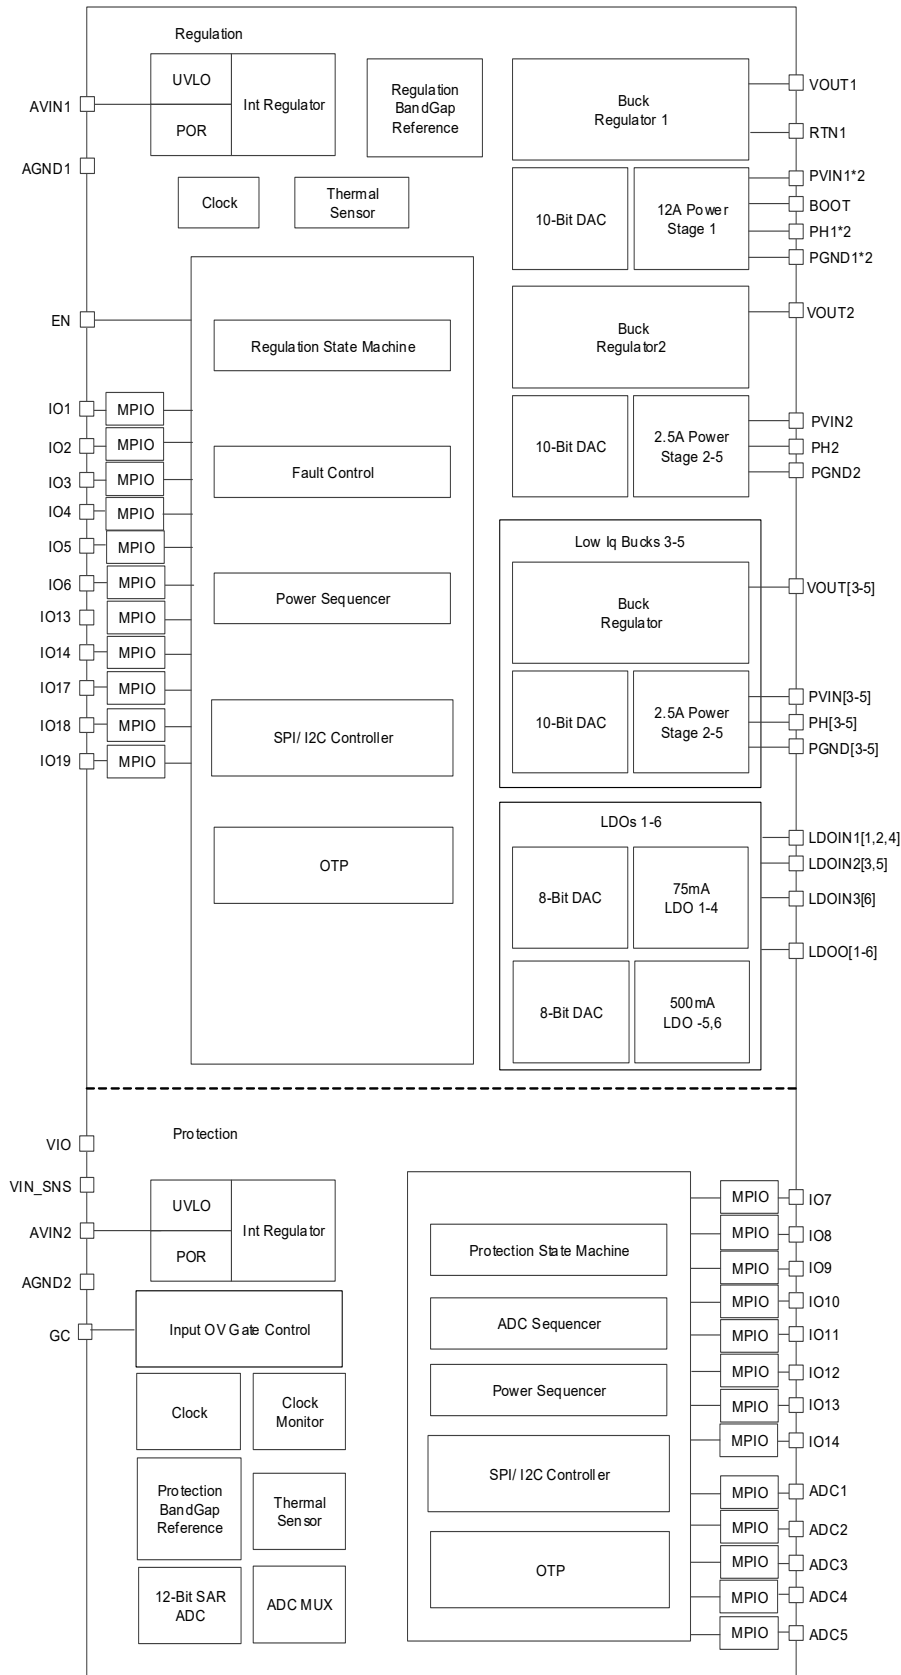 Regulation
AVIN1
UVLO
POR
Int Regulator
Regulation
BandGap
Reference
AGND1
Clock
Thermal
Sensor
Buck
Regulator 1
VOUT1
RTN1
10-Bit DAC
12A Power
Stage 1
PVIN1*2
BOOT
PH1*2
PGND1*2
EN
Regulation State Machine
Buck
Regulator2
VOUT2
IO1
MPIO
IO2
MPIO
IO3
MPIO
IO4
MPIO
IO5
MPIO
IO6
MPIO
IO13
MPIO
IO14
MPIO
IO17
MPIO
IO18
MPIO
IO19
MPIO
Fault Control
Power Sequencer
SPI/ I2C Controller
OTP
10-Bit DAC
2.5A Power
Stage 2-5
PVIN2
PH2
PGND2
Low Iq Bucks 3-5
Buck
Regulator
VOUT[3-5]
10-Bit DAC
2.5A Power
Stage 2-5
PVIN[3-5]
PH[3-5]
PGND[3-5]
LDOs 1-6
8-Bit DAC
75mA
LDO 1-4
8-Bit DAC
500mA
LDO -5,6
LDOIN1[1,2,4]
LDOIN2[3,5]
LDOIN3[6]
LDOO[1-6]
Protection
VIO
VIN_SNS
AVIN2
AGND2
GC
UVLO
POR
Int Regulator
Input OV Gate Control
Clock
Clock
Monitor
Protection
BandGap
Reference
Thermal
Sensor
12-Bit SAR
ADC
ADC MUX
Protection State Machine
ADC Sequencer
Power Sequencer
SPI/ I2C Controller
OTP
MPIO
IO7
MPIO
IO8
MPIO
IO9
MPIO
IO10
MPIO
IO11
MPIO
IO12
MPIO
IO13
MPIO
IO14
MPIO
ADC1
MPIO
ADC2
MPIO
ADC3
MPIO
ADC4
MPIO
ADC5